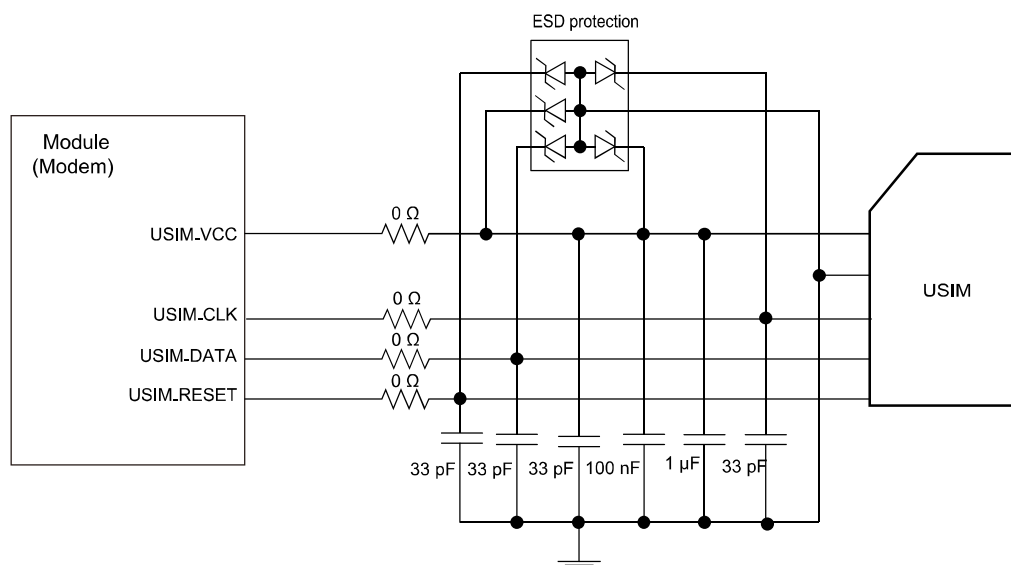 ESD protection
Module
(Modem)
0 Ω
USIM_VCC
USIM
0 Ω
USIM_CLK
0 Ω
USIM_DATA
0 Ω
USIM_RESET
33 pF
33 pF
33 pF
100 nF
1 µF
33 pF